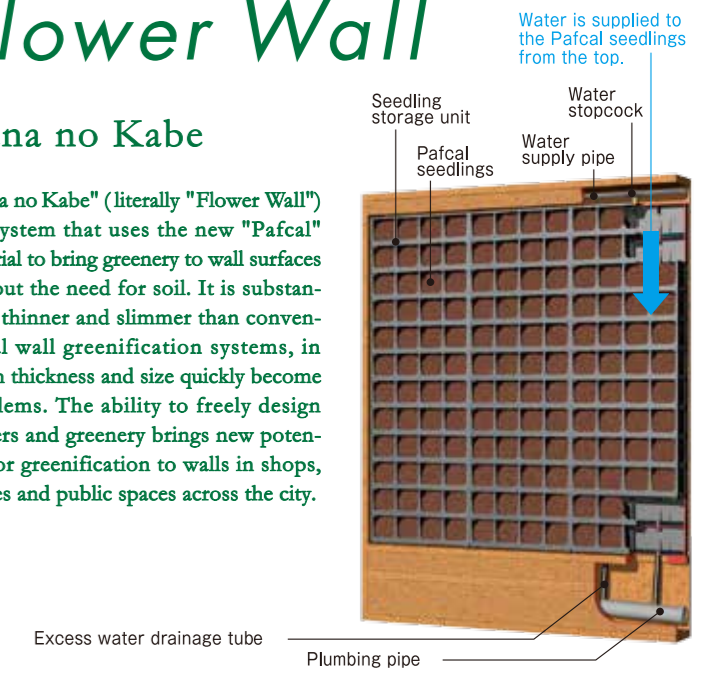 lower Wall
na no Kabe
a no Kabe" (literally "Flower Wall")
ystem that uses the new "Pafcal"
rial to bring greenery to wall surfaces
out the need for soil. It is substan-
thinner and slimmer than conven-
l wall greenification systems, in
h thickness and size quickly become
lems. The ability to freely design
ers and greenery brings new poten-
or greenification to walls in shops,
es and public spaces across the city.
Water is supplied to
the Pafcal seedlings
from the top.
Seedling
storage unit
Pafcal
seedlings
Water
supply pipe
Water
stopcock
Excess water drainage tube
Plumbing pipe